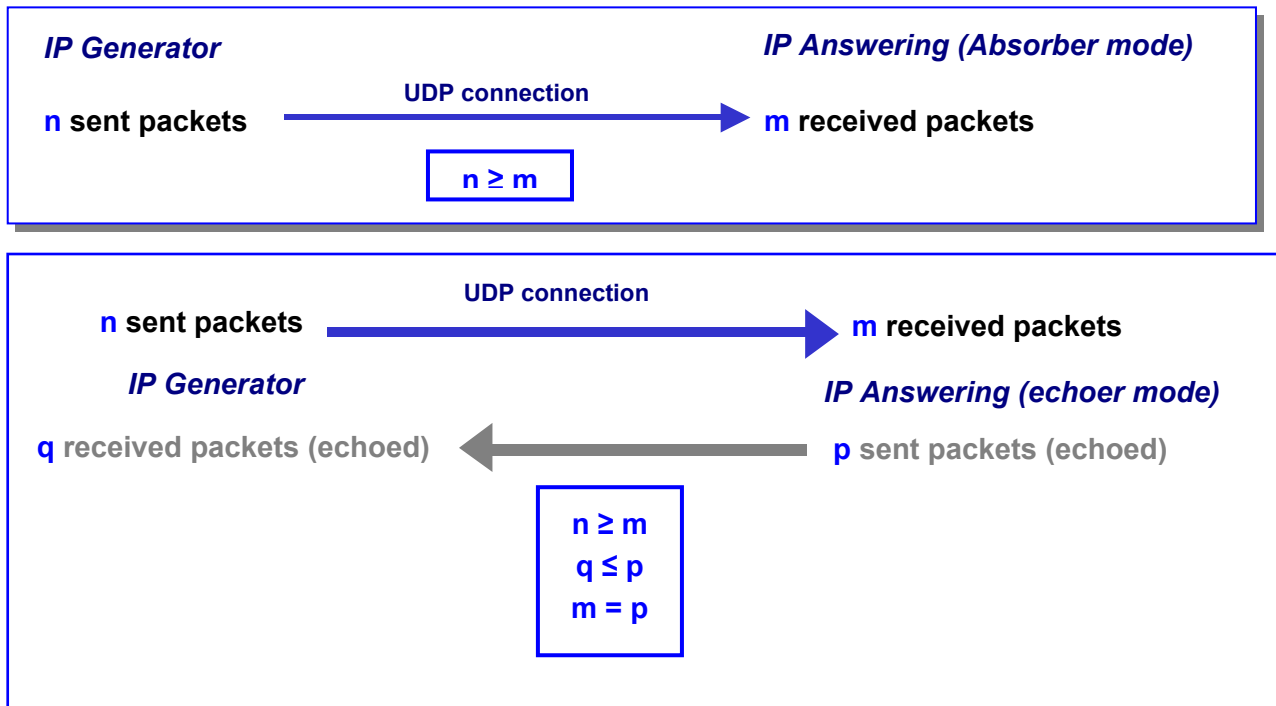 IP Generator
IP Answering (Absorber mode)
UDP connection
n sent packets
m received packets
n ≥ m
UDP connection
n sent packets
m received packets
IP Generator
IP Answering (echoer mode)
q received packets (echoed)
p sent packets (echoed)
n ≥ m
q ≤ p
m = p